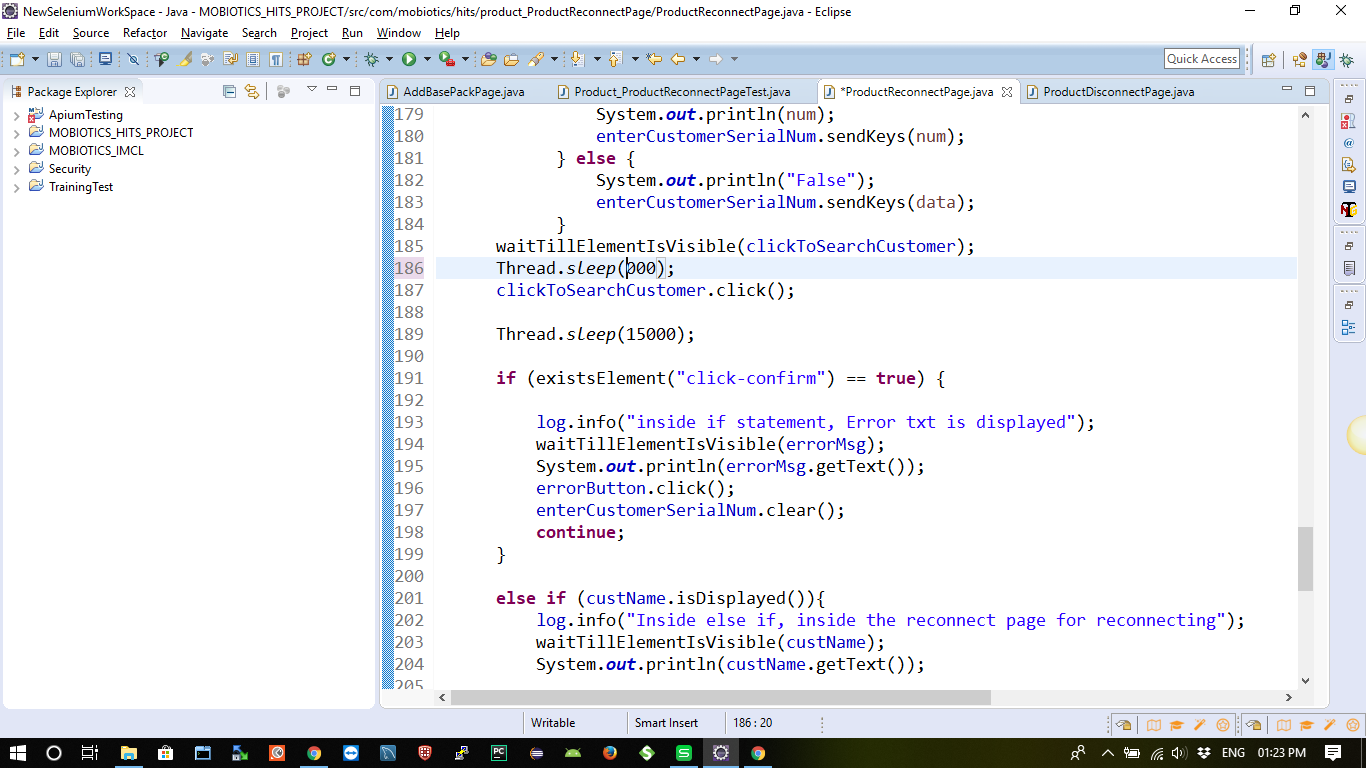 NewSeleniumWorkSpace - Java - MOBIOTICS_HITS_PROJECT/src/com/mobiotics/hits/product_ProductReconnectPage/ProductReconnectPage.java - Eclipse
File Edit Source Refactor Navigate Search Project Run Window Help
Quick Access
Package Explorer
AddBasePackPage.java Product_ProductReconnectPageTest.java *ProductReconnectPage.java ProductDisconnectPage.java
ApiumTesting
MOBIOTICS_HITS_PROJECT
MOBIOTICS_IMCL
Security
TrainingTest
179 System.out.println(num);
180 enterCustomerSerialNum.sendKeys(num);
181 } else {
182 System.out.println("False");
183 enterCustomerSerialNum.sendKeys(data);
184 }
185 waitTillElementIsVisible(clickToSearchCustomer);
186 Thread.sleep(000);
187 clickToSearchCustomer.click();
188
189 Thread.sleep(15000);
190
191 if (existsElement("click-confirm") == true) {
192
193 log.info("inside if statement, Error txt is displayed");
194 waitTillElementIsVisible(errorMsg);
195 System.out.println(errorMsg.getText());
196 errorButton.click();
197 enterCustomerSerialNum.clear();
198 continue;
199 }
200
201 else if (custName.isDisplayed()){
202 log.info("Inside else if, inside the reconnect page for reconnecting");
203 waitTillElementIsVisible(custName);
204 System.out.println(custName.getText());
205
Writable Smart Insert 186 : 20
PC S ENG 01:23 PM